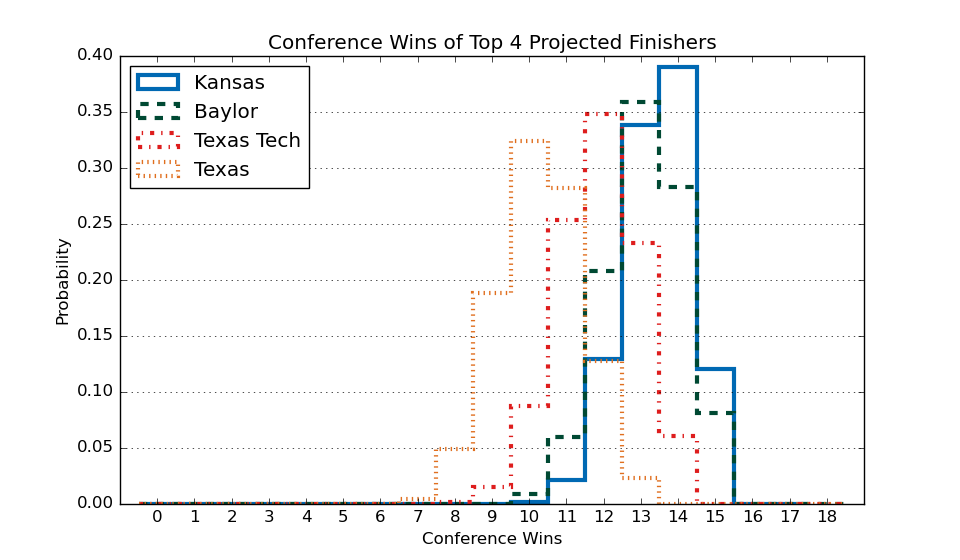 Conference Wins of Top 4 Projected Finishers
0.40
0.35
0.30
0.25
0.20
0.15
0.10
0.05
0.00
Probability
Kansas
Baylor
Texas Tech
Texas
0 1 2 3 4 5 6 7 8 9 10 11 12 13 14 15 16 17 18
Conference Wins